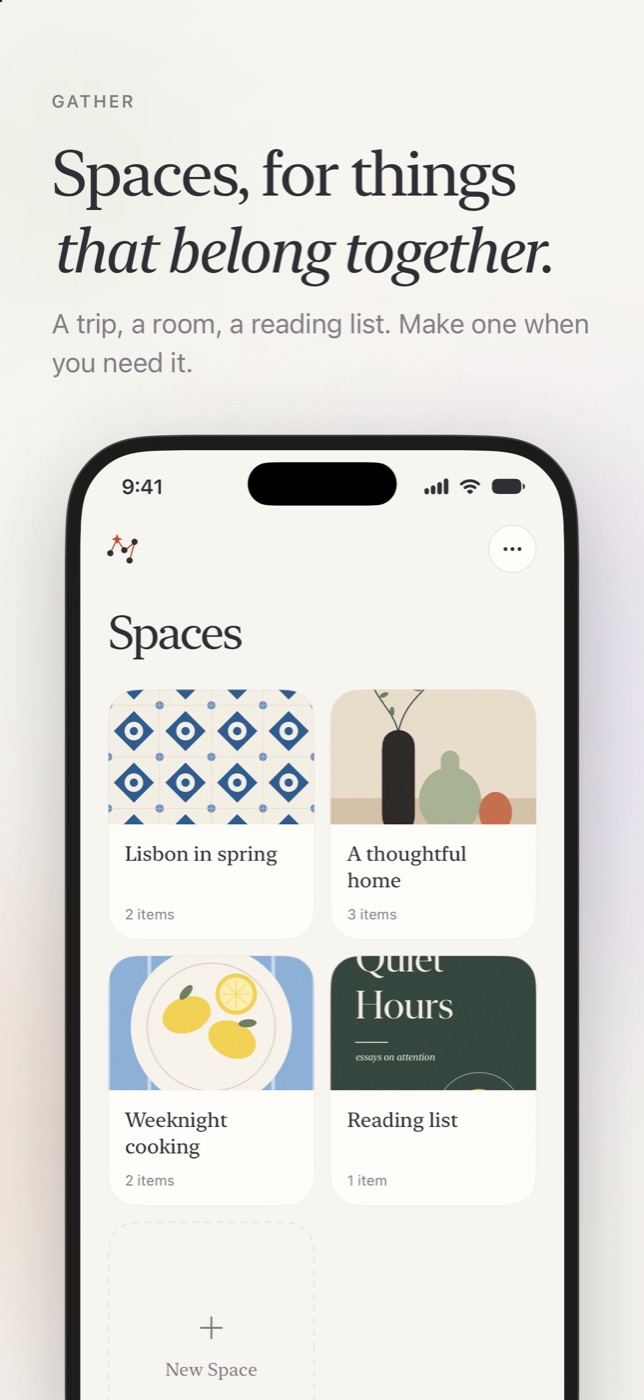 GATHER
Spaces, for things
that belong together.
A trip, a room, a reading list. Make one when
you need it.
9:41
Spaces
Lisbon in spring
2 items
A thoughtful
home
3 items
Quiet
Hours
essays on attention
Weeknight
cooking
2 items
Reading list
1 item
New Space